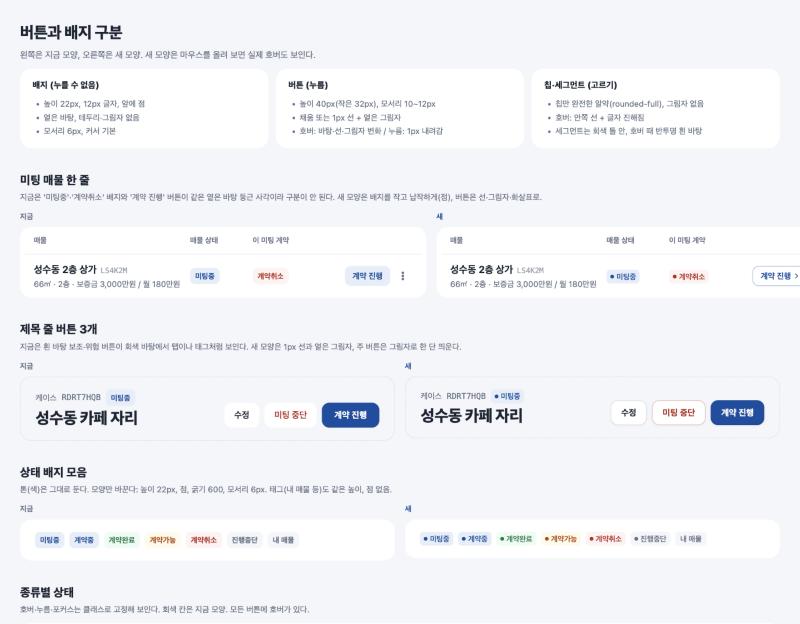 버튼과 배지 구분
왼쪽은 지금 모양, 오른쪽은 새 모양. 새 모양은 마우스를 올려 보면 실제 호버도 보인다.
배지 (누를 수 없음)
• 높이 22px, 12px 글자, 앞에 점
• 옅은 바탕, 테두리·그림자 없음
• 모서리 6px, 커서 기본
버튼 (누름)
• 높이 40px(작은 32px), 모서리 10~12px
• 채움 또는 1px 선 + 옅은 그림자
• 호버: 바탕·선·그림자 변화 / 누름: 1px 내려감
칩·세그먼트 (고르기)
• 칩만 완전한 알약(rounded-full), 그림자 없음
• 호버: 안쪽 선 + 글자 진해짐
• 세그먼트는 회색 틀 안, 호버 때 반투명 흰 바탕
미팅 매물 한 줄
지금은 '미팅중'·'계약취소' 배지와 '계약 진행' 버튼이 같은 옅은 바탕 둥근 사각이라 구분이 안 된다. 새 모양은 배지를 작고 납작하게(점), 버튼은 선·그림자·화살표로.
지금
매물 매물 상태 이 미팅 계약
성수동 2층 상가 LS4K2M 미팅중 계약취소 계약 진행
66㎡ · 2층 · 보증금 3,000만원 / 월 180만원
새
매물 매물 상태 이 미팅 계약
성수동 2층 상가 LS4K2M • 미팅중 • 계약취소 계약 진행 >
66㎡ · 2층 · 보증금 3,000만원 / 월 180만원
제목 줄 버튼 3개
지금은 흰 바탕 보조·위험 버튼이 회색 바탕에서 탭이나 태그처럼 보인다. 새 모양은 1px 선과 옅은 그림자, 주 버튼은 그림자로 한 단 띄운다.
지금
케이스 RDRT7HQB 미팅중
성수동 카페 자리 수정 미팅 중단 계약 진행
새
케이스 RDRT7HQB • 미팅중
성수동 카페 자리 수정 미팅 중단 계약 진행
상태 배지 모음
톤(색)은 그대로 둔다. 모양만 바꾼다: 높이 22px, 점, 굵기 600, 모서리 6px. 태그(내 매물 등)도 같은 높이, 점 없음.
지금
미팅중 계약중 계약완료 계약가능 계약취소 진행중단 내 매물
새
• 미팅중 • 계약중 • 계약완료 • 계약가능 • 계약취소 • 진행중단 내 매물
종류별 상태
호버·누름·포커스는 클래스로 고정해 보인다. 회색 칸은 지금 모양. 모든 버튼에 호버가 있다.